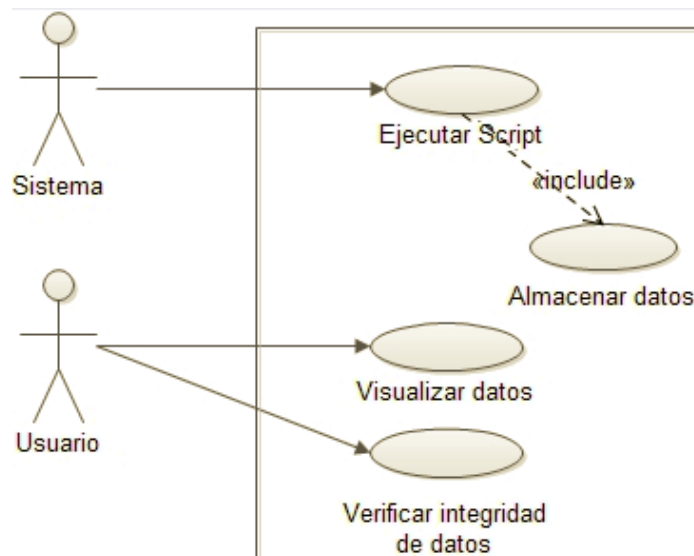 Ejecutar Script
Sistema
«include»
Almacenar datos
Visualizar datos
Usuario
Verificar integridad
de datos